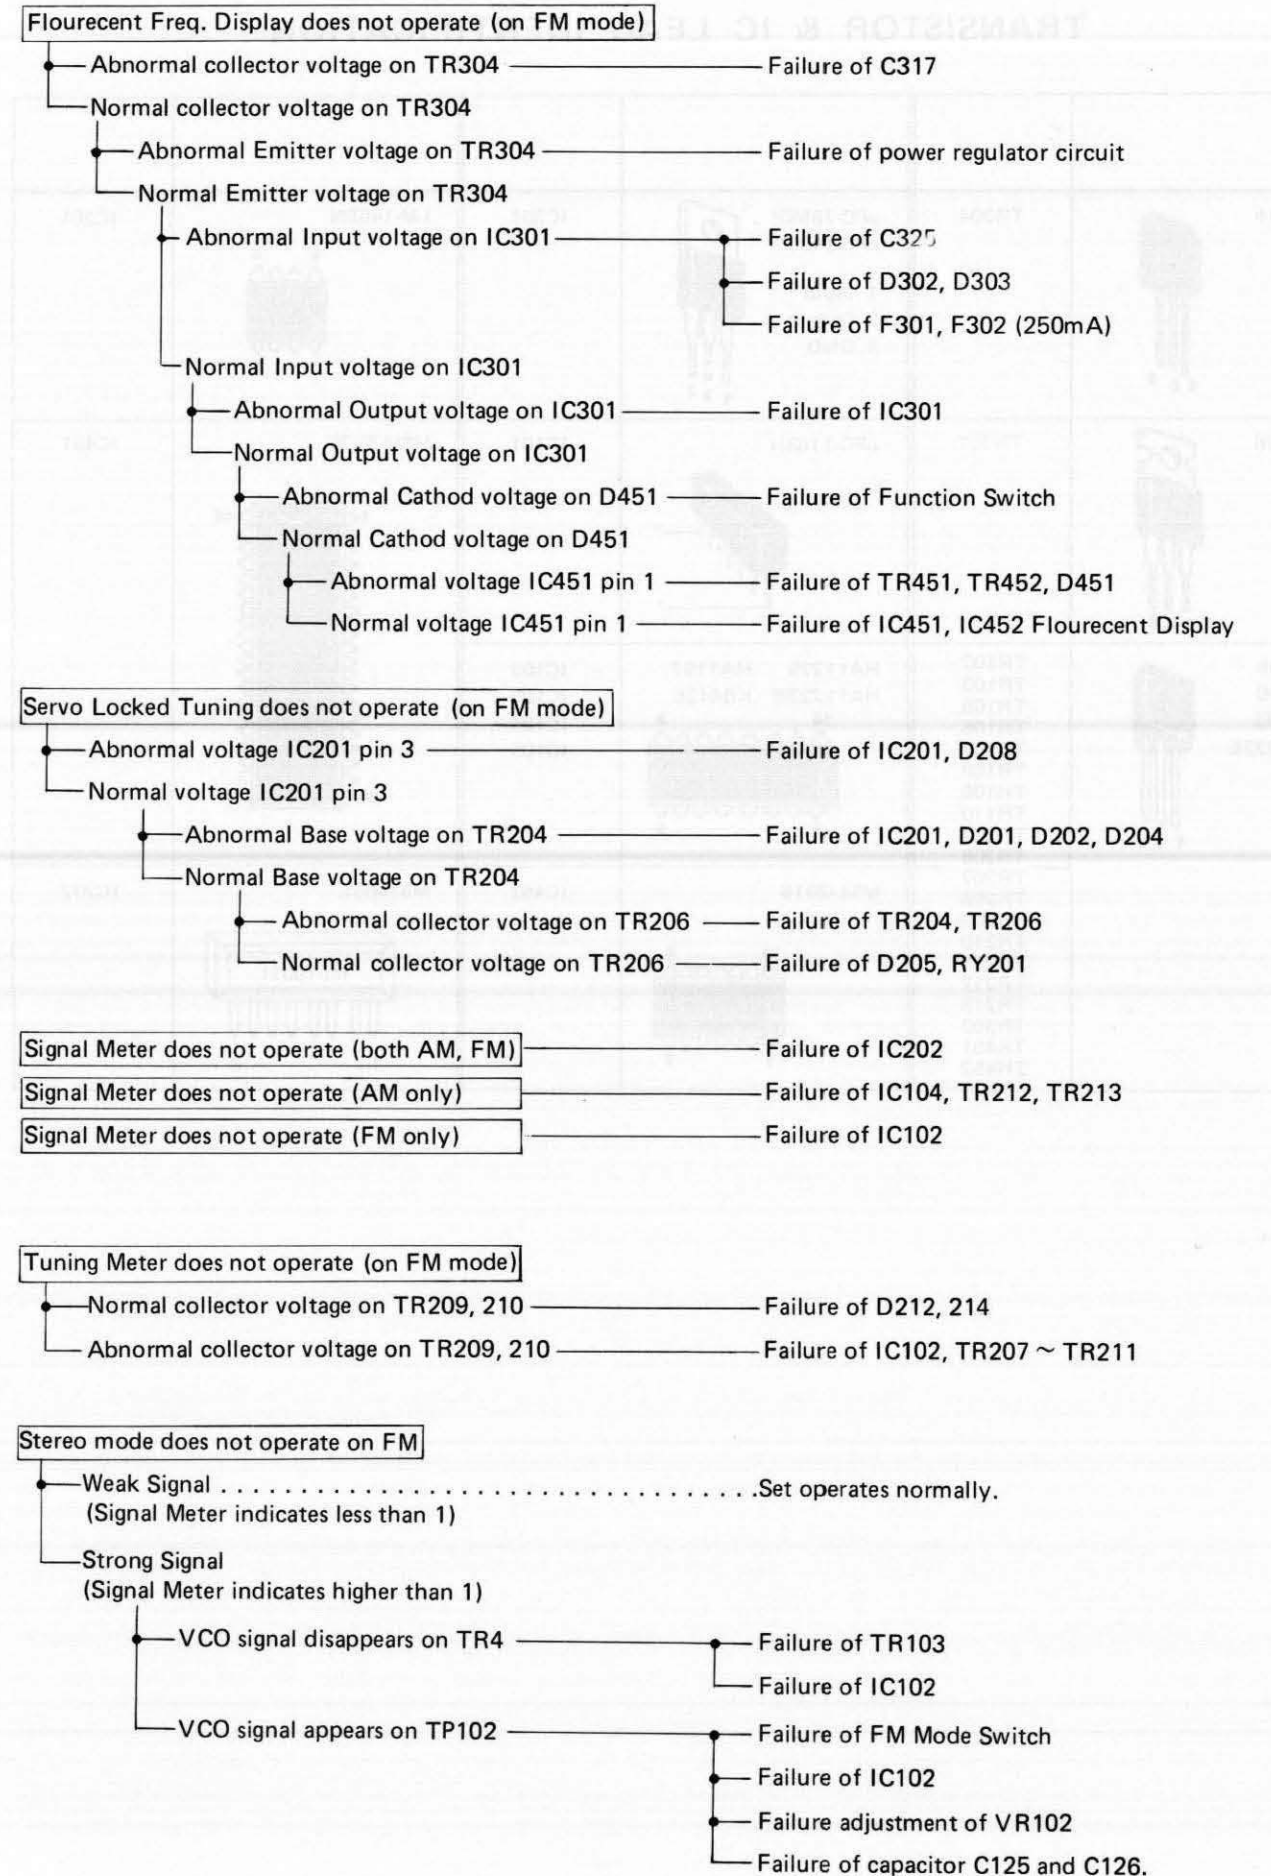 Flourecent Freq. Display does not operate (on FM mode)
Abnormal collector voltage on TR304 Failure of C317
Normal collector voltage on TR304
Abnormal Emitter voltage on TR304 Failure of power regulator circuit
Normal Emitter voltage on TR304
Abnormal Input voltage on IC301 Failure of C325
Failure of D302, D303
Failure of F301, F302 (250mA)
Normal Input voltage on IC301
Abnormal Output voltage on IC301 Failure of IC301
Normal Output voltage on IC301
Abnormal Cathod voltage on D451 Failure of Function Switch
Normal Cathod voltage on D451
Abnormal voltage IC451 pin 1 Failure of TR451, TR452, D451
Normal voltage IC451 pin 1 Failure of IC451, IC452 Flourecent Display
Servo Locked Tuning does not operate (on FM mode)
Abnormal voltage IC201 pin 3 Failure of IC201, D208
Normal voltage IC201 pin 3
Abnormal Base voltage on TR204 Failure of IC201, D201, D202, D204
Normal Base voltage on TR204
Abnormal collector voltage on TR206 Failure of TR204, TR206
Normal collector voltage on TR206 Failure of D205, RY201
Signal Meter does not operate (both AM, FM) Failure of IC202
Signal Meter does not operate (AM only) Failure of IC104, TR212, TR213
Signal Meter does not operate (FM only) Failure of IC102
Tuning Meter does not operate (on FM mode)
Normal collector voltage on TR209, 210 Failure of D212, 214
Abnormal collector voltage on TR209, 210 Failure of IC102, TR207 ~ TR211
Stereo mode does not operate on FM
Weak Signal . . . . . . . . . . . . . . . . . . . . . . . . . . . . . . . . . . Set operates normally.
(Signal Meter indicates less than 1)
Strong Signal
(Signal Meter indicates higher than 1)
VCO signal disappears on TR4 Failure of TR103
Failure of IC102
VCO signal appears on TP102 Failure of FM Mode Switch
Failure of IC102
Failure adjustment of VR102
Failure of capacitor C125 and C126.